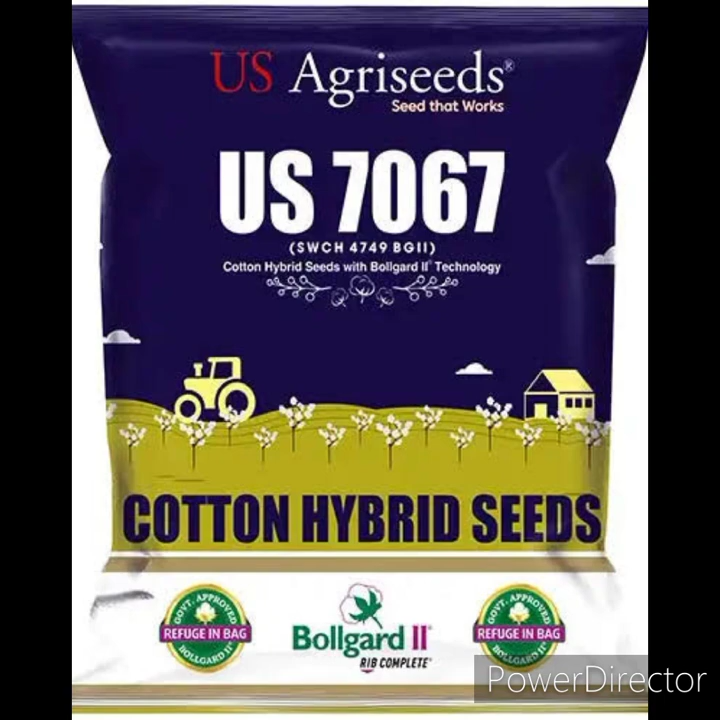 US Agriseeds®
Seed that Works
US 7067
(SWCH 4749 BGII)
Cotton Hybrid Seeds with Bollgard II® Technology
COTTON HYBRID SEEDS
GOVT. APPROVED
REFUGE IN BAG
BOLLGARD II®
Bollgard II®
RIB COMPLETE®
GOVT. APPROVED
REFUGE IN BAG
BOLLGARD II®
PowerDirector